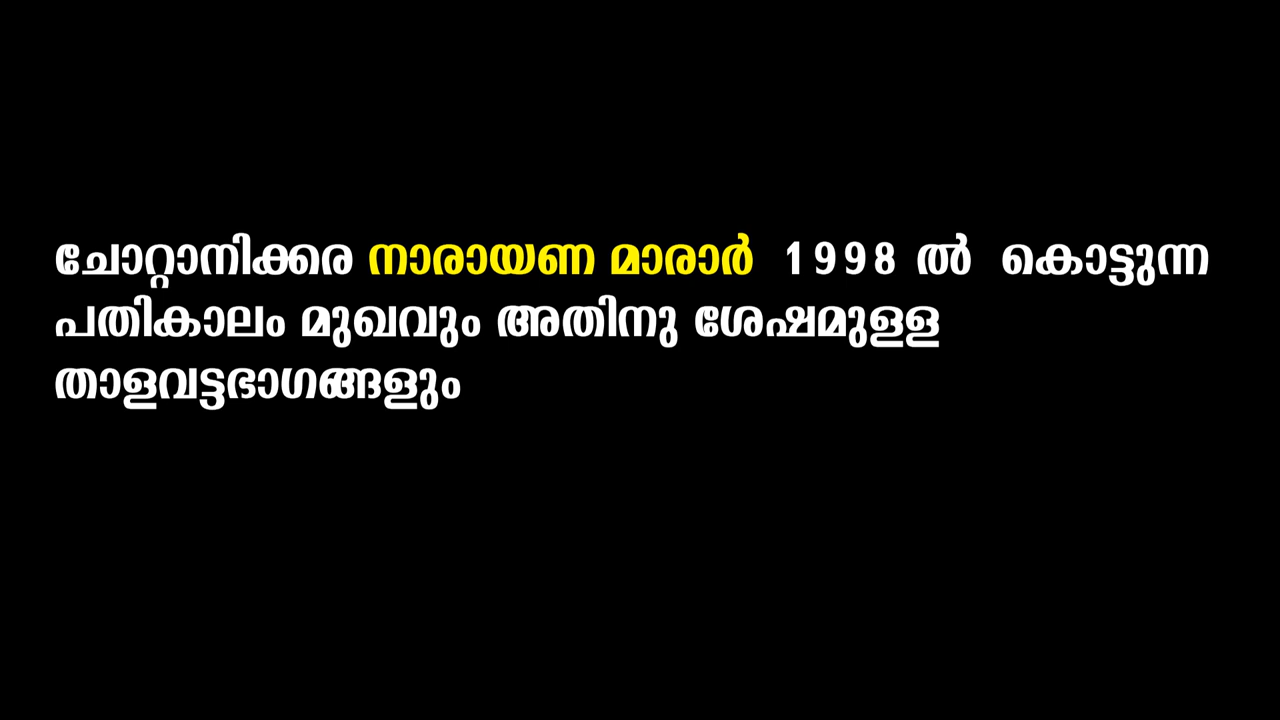 ചോറ്റാനിക്കര നാരായണ മാരാർ 1998 ൽ കൊട്ടുന്ന
പതികാലം മുഖവും അതിനു ശേഷമുള്ള
താളവട്ടഭാഗങ്ങളും